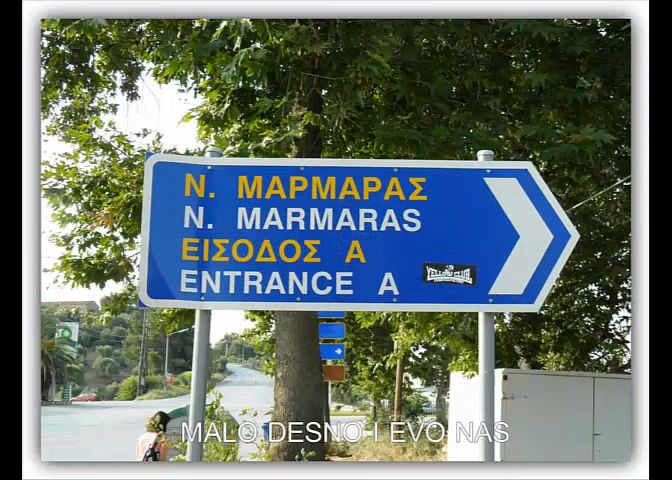 Ν. ΜΑΡΜΑΡΑΣ
N. MARMARAS
ΕΙΣΟΔΟΣ Α
ENTRANCE A
YELLOW CLUB
MALO DESNO I EVO NAS